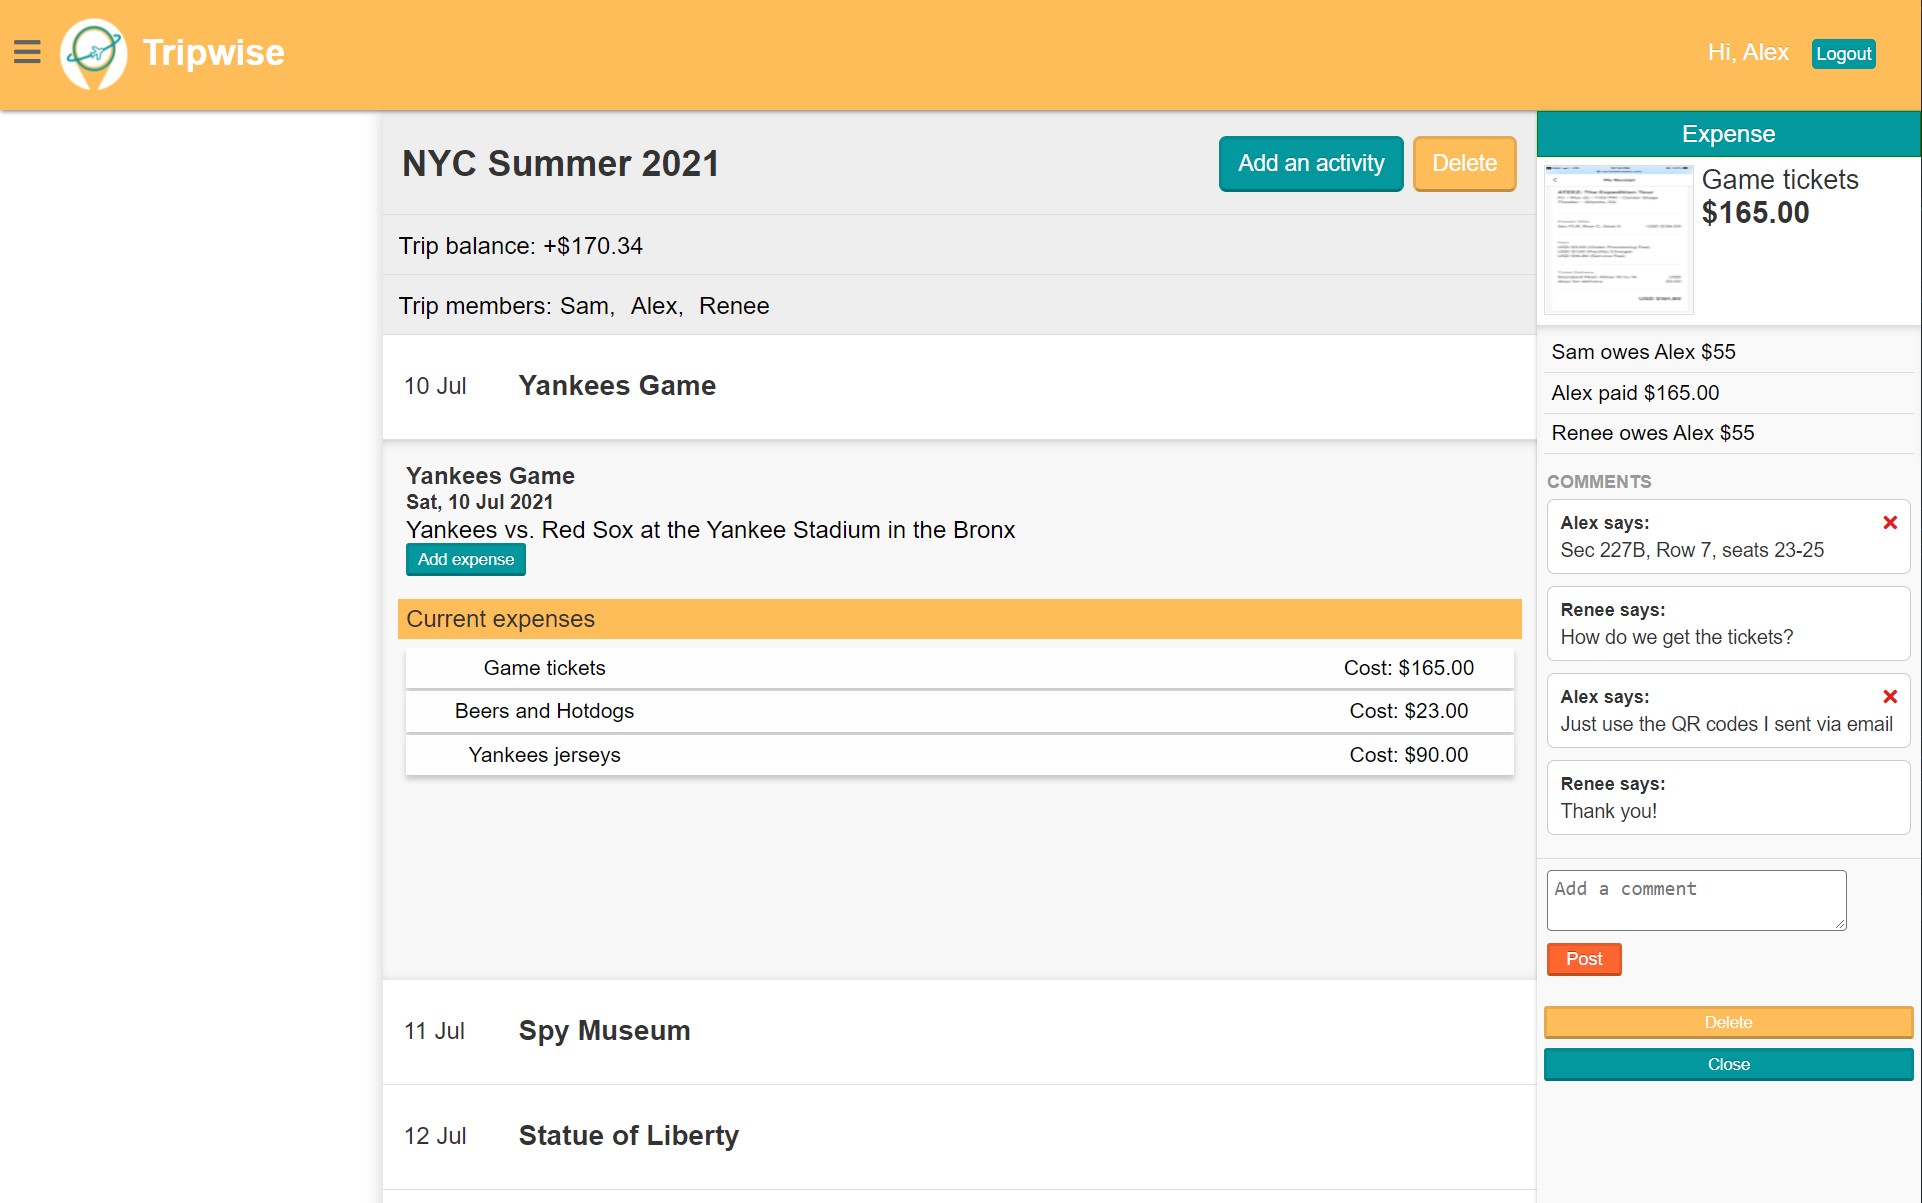 Tripwise
Hi, Alex
Logout
NYC Summer 2021
Add an activity
Delete
Trip balance: +$170.34
Trip members: Sam, Alex, Renee
10 Jul
Yankees Game
Yankees Game
Sat, 10 Jul 2021
Yankees vs. Red Sox at the Yankee Stadium in the Bronx
Add expense
Current expenses
Game tickets Cost: $165.00
Beers and Hotdogs Cost: $23.00
Yankees jerseys Cost: $90.00
11 Jul
Spy Museum
12 Jul
Statue of Liberty
Expense
Game tickets
$165.00
Sam owes Alex $55
Alex paid $165.00
Renee owes Alex $55
COMMENTS
Alex says:
Sec 227B, Row 7, seats 23-25
Renee says:
How do we get the tickets?
Alex says:
Just use the QR codes I sent via email
Renee says:
Thank you!
Add a comment
Post
Delete
Close